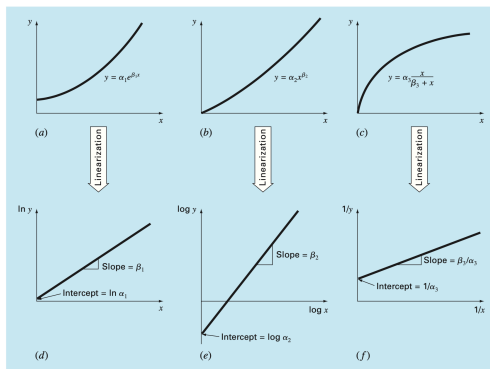 y
y
y
y = α₁e^{β₁x}
y = α₂x^{β₂}
y = α₃ x/(β₃ + x)
x
x
x
(a)
(b)
(c)
Linearization
Linearization
Linearization
ln y
log y
1/y
Slope = β₁
Slope = β₂
Slope = β₃/α₃
Intercept = ln α₁
Intercept = 1/α₃
x
log x
1/x
Intercept = log α₂
(d)
(e)
(f)